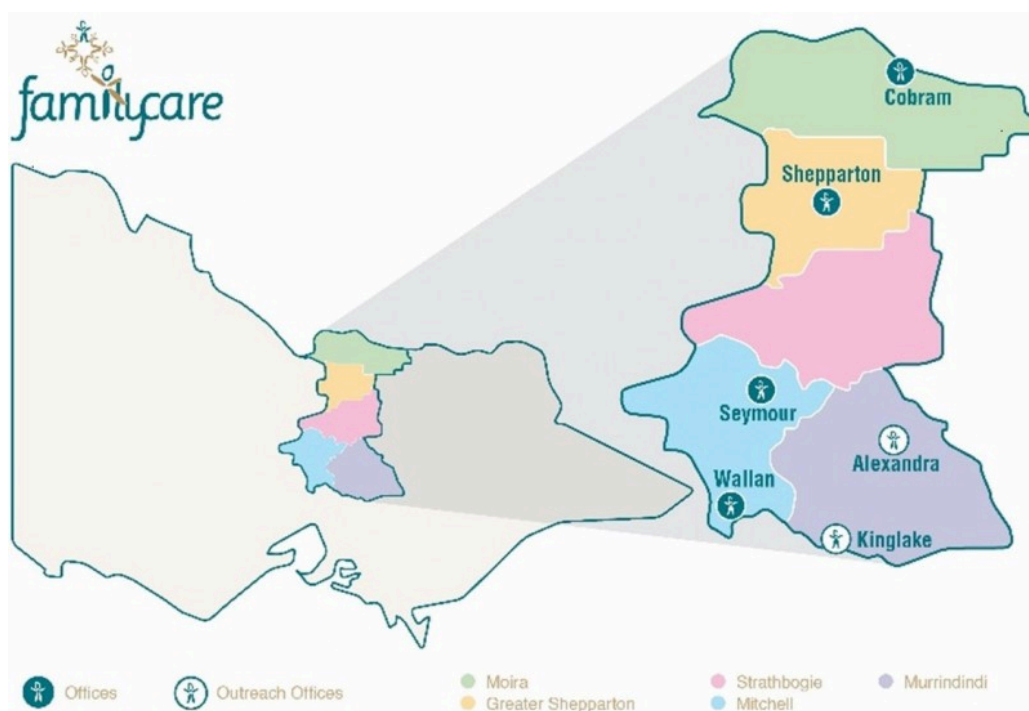 familycare
Cobram
Shepparton
Seymour
Alexandra
Wallan
Kinglake
Offices
Outreach Offices
Moira
Greater Shepparton
Strathbogie
Mitchell
Murrindindi